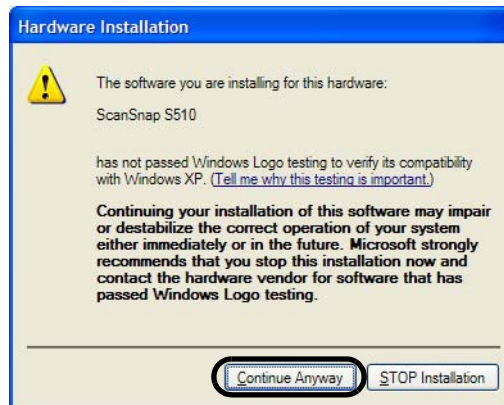 Hardware Installation
The software you are installing for this hardware:
ScanSnap S510
has not passed Windows Logo testing to verify its compatibility
with Windows XP. (Tell me why this testing is important.)
Continuing your installation of this software may impair
or destabilize the correct operation of your system
either immediately or in the future. Microsoft strongly
recommends that you stop this installation now and
contact the hardware vendor for software that has
passed Windows Logo testing.
Continue Anyway
STOP Installation